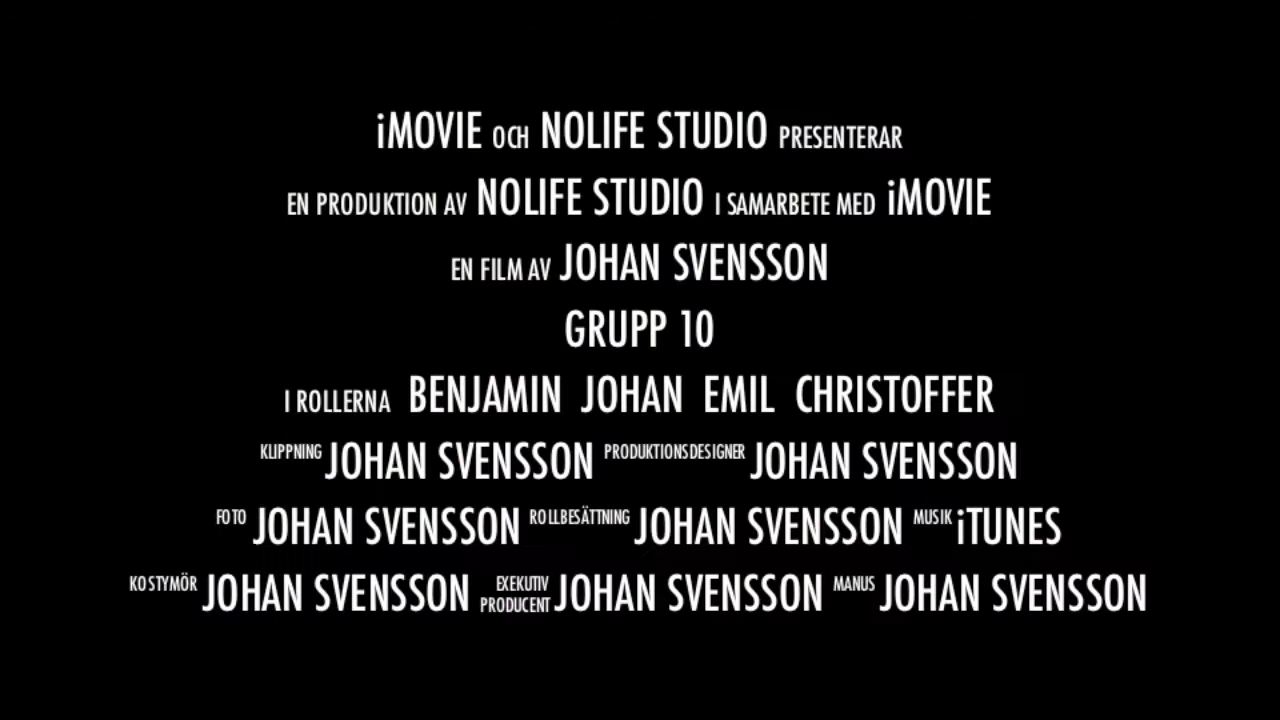 iMOVIE OCH NOLIFE STUDIO PRESENTERAR
EN PRODUKTION AV NOLIFE STUDIO I SAMARBETE MED iMOVIE
EN FILM AV JOHAN SVENSSON
GRUPP 10
I ROLLERNA BENJAMIN JOHAN EMIL CHRISTOFFER
KLIPPNING JOHAN SVENSSON PRODUKTIONSDESIGNER JOHAN SVENSSON
FOTO JOHAN SVENSSON ROLLBESÄTTNING JOHAN SVENSSON MUSIK iTUNES
KOSTYMÖR JOHAN SVENSSON EXEKUTIV PRODUCENT JOHAN SVENSSON MANUS JOHAN SVENSSON